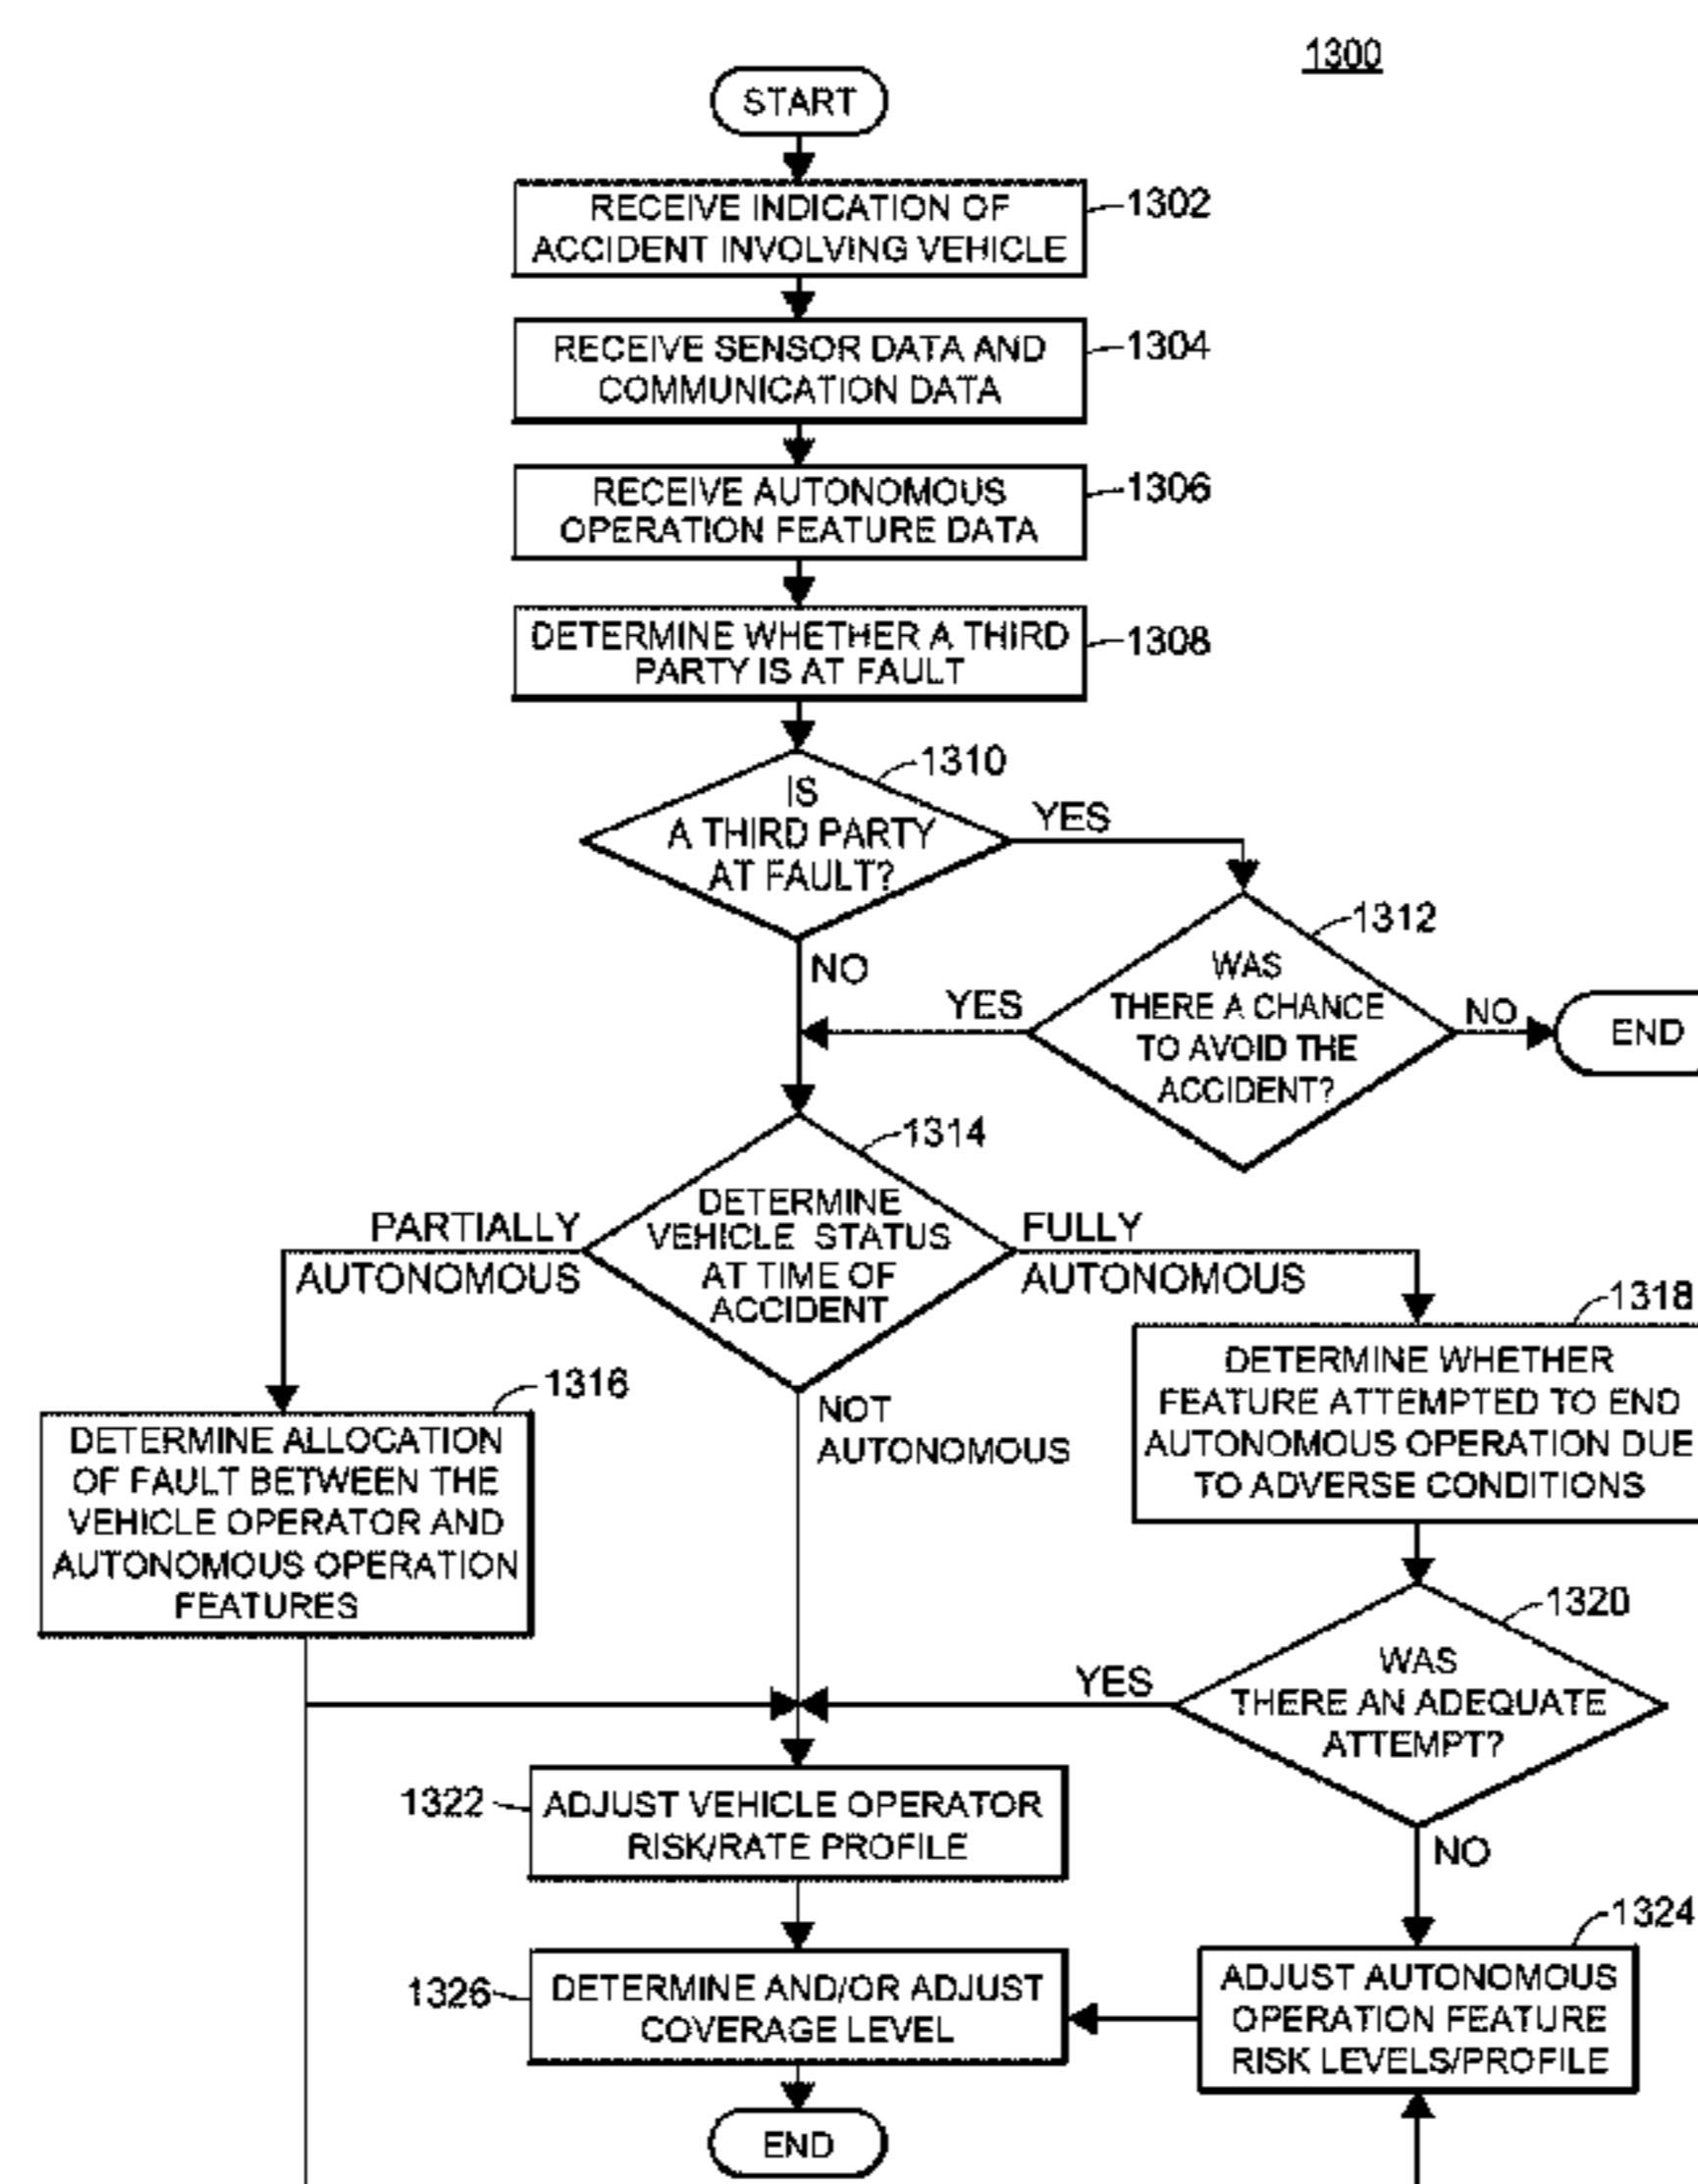 1300
START
RECEIVE INDICATION OF
ACCIDENT INVOLVING VEHICLE
1302
RECEIVE SENSOR DATA AND
COMMUNICATION DATA
1304
RECEIVE AUTONOMOUS
OPERATION FEATURE DATA
1306
DETERMINE WHETHER A THIRD
PARTY IS AT FAULT
1308
1310
IS
A THIRD PARTY
AT FAULT?
YES
NO
1312
WAS
THERE A CHANCE
TO AVOID THE
ACCIDENT?
YES
NO
END
1314
DETERMINE
VEHICLE STATUS
AT TIME OF
ACCIDENT
PARTIALLY
AUTONOMOUS
FULLY
AUTONOMOUS
NOT
AUTONOMOUS
1316
DETERMINE ALLOCATION
OF FAULT BETWEEN THE
VEHICLE OPERATOR AND
AUTONOMOUS OPERATION
FEATURES
1318
DETERMINE WHETHER
FEATURE ATTEMPTED TO END
AUTONOMOUS OPERATION DUE
TO ADVERSE CONDITIONS
1320
WAS
THERE AN ADEQUATE
ATTEMPT?
YES
NO
1322
ADJUST VEHICLE OPERATOR
RISK/RATE PROFILE
1324
ADJUST AUTONOMOUS
OPERATION FEATURE
RISK LEVELS/PROFILE
1326
DETERMINE AND/OR ADJUST
COVERAGE LEVEL
END